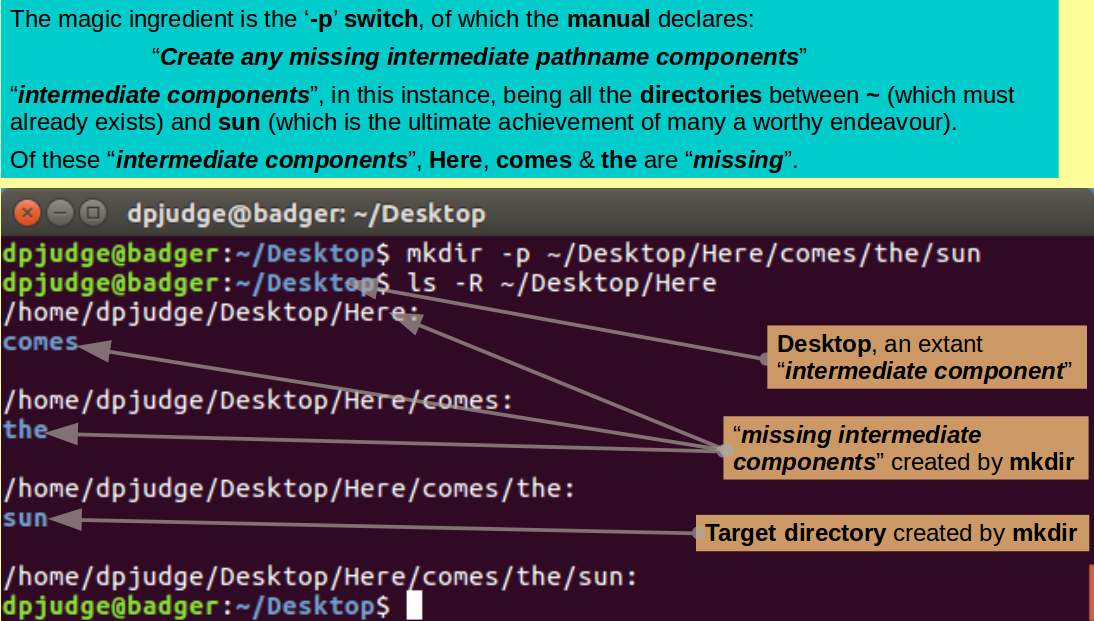 The magic ingredient is the ‘-p’ switch, of which the manual declares:
“Create any missing intermediate pathname components”
“intermediate components”, in this instance, being all the directories between ~ (which must
already exists) and sun (which is the ultimate achievement of many a worthy endeavour).
Of these “intermediate components”, Here, comes & the are “missing”.
dpjudge@badger: ~/Desktop
dpjudge@badger:~/Desktop$ mkdir -p ~/Desktop/Here/comes/the/sun
dpjudge@badger:~/Desktop$ ls -R ~/Desktop/Here
/home/dpjudge/Desktop/Here:
comes
/home/dpjudge/Desktop/Here/comes:
the
/home/dpjudge/Desktop/Here/comes/the:
sun
/home/dpjudge/Desktop/Here/comes/the/sun:
dpjudge@badger:~/Desktop$
Desktop, an extant
“intermediate component”
“missing intermediate
components” created by mkdir
Target directory created by mkdir